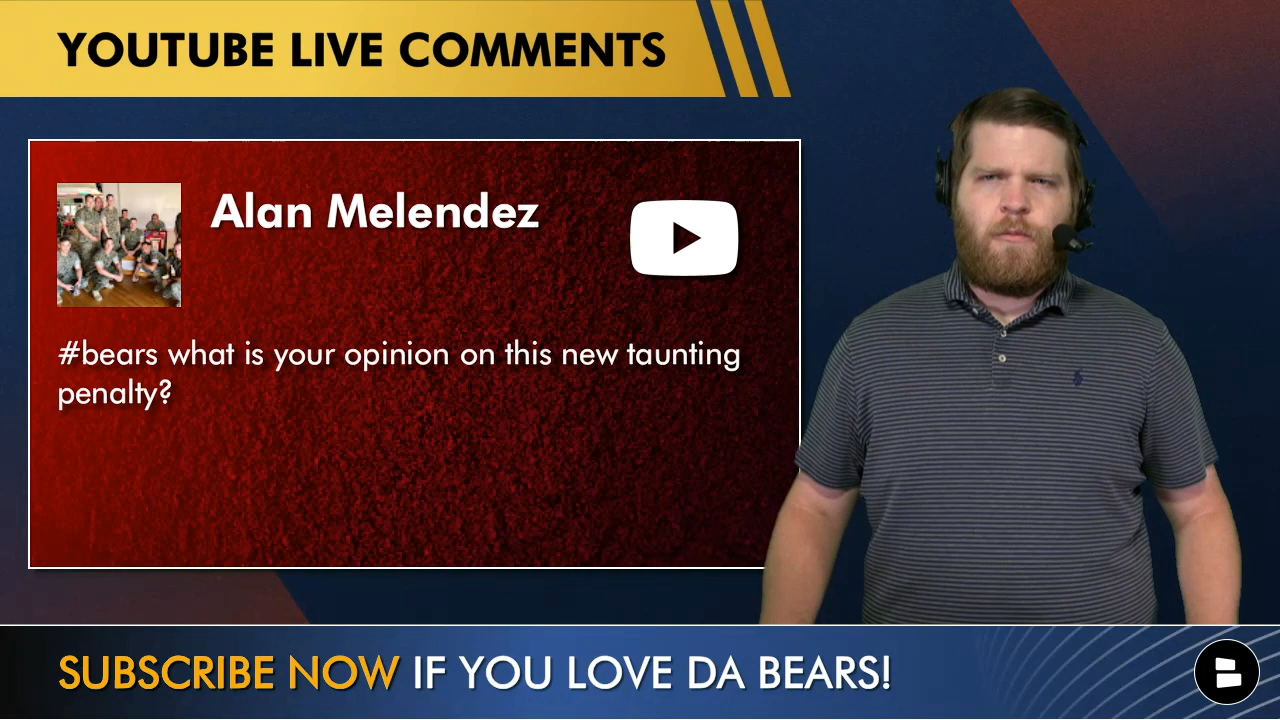 YOUTUBE LIVE COMMENTS
Alan Melendez
#bears what is your opinion on this new taunting
penalty?
SUBSCRIBE NOW IF YOU LOVE DA BEARS!